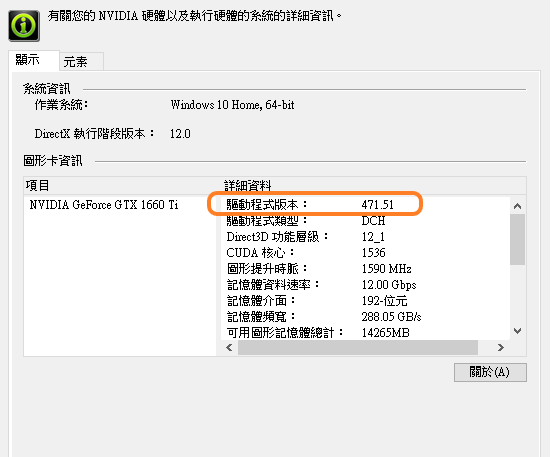 有關您的 NVIDIA 硬體以及執行硬體的系統的詳細資訊。
顯示 元素
系統資訊
作業系統： Windows 10 Home, 64-bit
DirectX 執行階段版本： 12.0
圖形卡資訊
項目 詳細資料
NVIDIA GeForce GTX 1660 Ti 驅動程式版本： 471.51
驅動程式類型： DCH
Direct3D 功能層級： 12_1
CUDA 核心： 1536
圖形提升時脈： 1590 MHz
記憶體資料速率： 12.00 Gbps
記憶體介面： 192-位元
記憶體頻寬： 288.05 GB/s
可用圖形記憶體總計： 14265MB
關於(A)